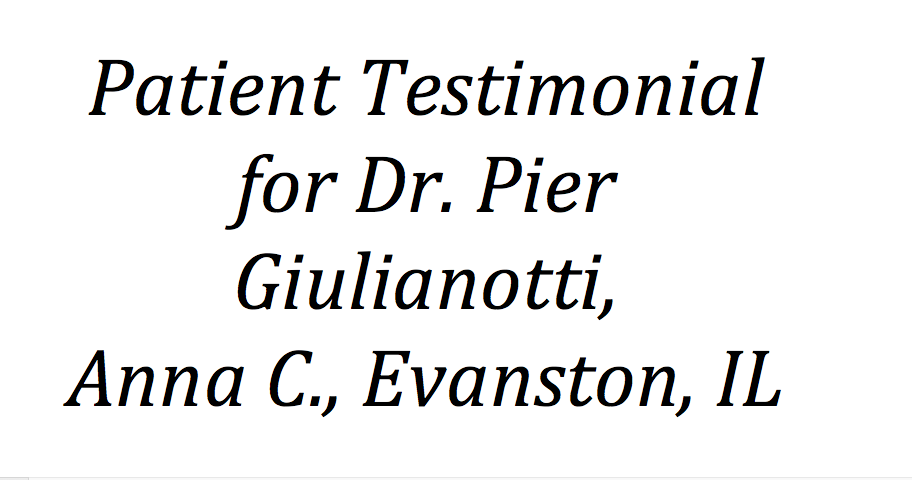 Patient Testimonial
for Dr. Pier
Giulianotti,
Anna C., Evanston, IL